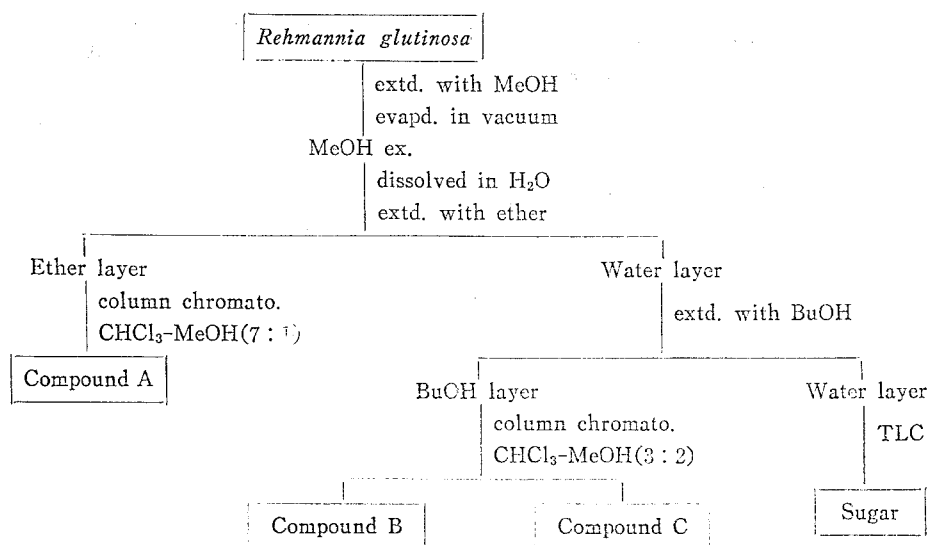 Rehmannia glutinosa
extd. with MeOH
evapd. in vacuum
MeOH ex.
dissolved in H₂O
extd. with ether
Ether layer
Water layer
column chromato.
CHCl₃-MeOH(7 : 1)
extd. with BuOH
Compound A
BuOH layer
Water layer
column chromato.
CHCl₃-MeOH(3 : 2)
TLC
Compound B
Compound C
Sugar